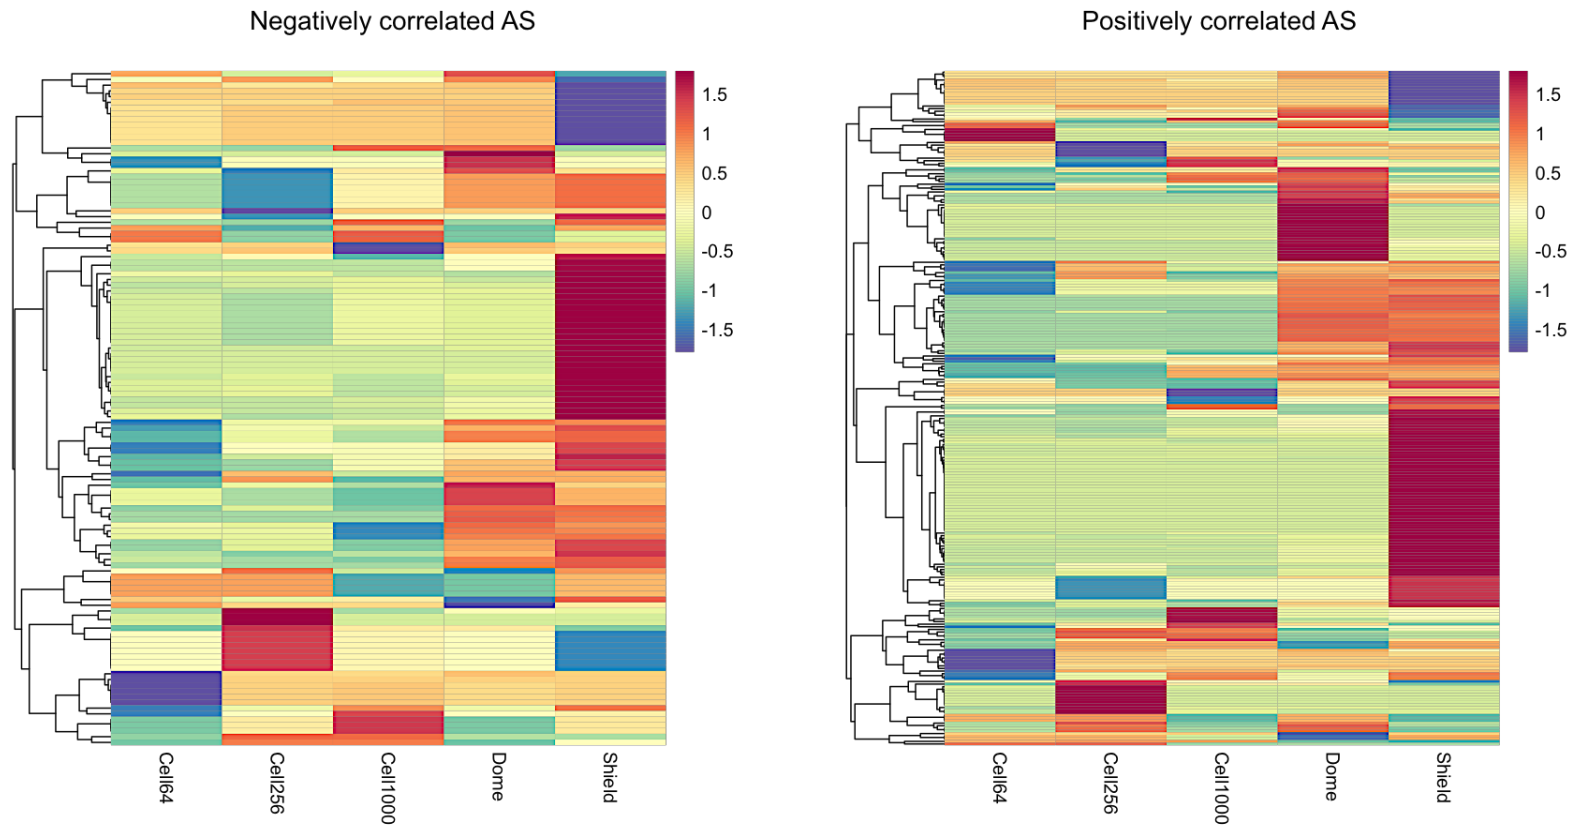 Negatively correlated AS
Positively correlated AS
1.5
1
0.5
0
-0.5
-1
-1.5
1.5
1
0.5
0
-0.5
-1
-1.5
Cell64
Cell256
Cell1000
Dome
Shield
Cell64
Cell256
Cell1000
Dome
Shield